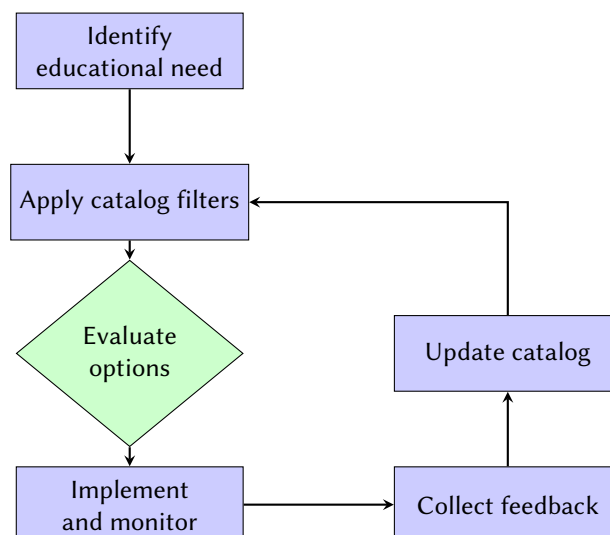 Identify
educational need
Apply catalog filters
Evaluate
options
Update catalog
Implement
and monitor
Collect feedback